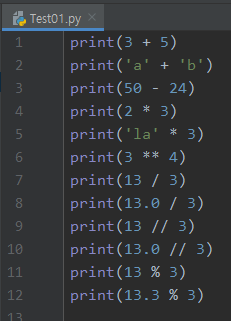 Test01.py
1 print(3 + 5)
2 print('a' + 'b')
3 print(50 - 24)
4 print(2 * 3)
5 print('la' * 3)
6 print(3 ** 4)
7 print(13 / 3)
8 print(13.0 / 3)
9 print(13 // 3)
10 print(13.0 // 3)
11 print(13 % 3)
12 print(13.3 % 3)
13